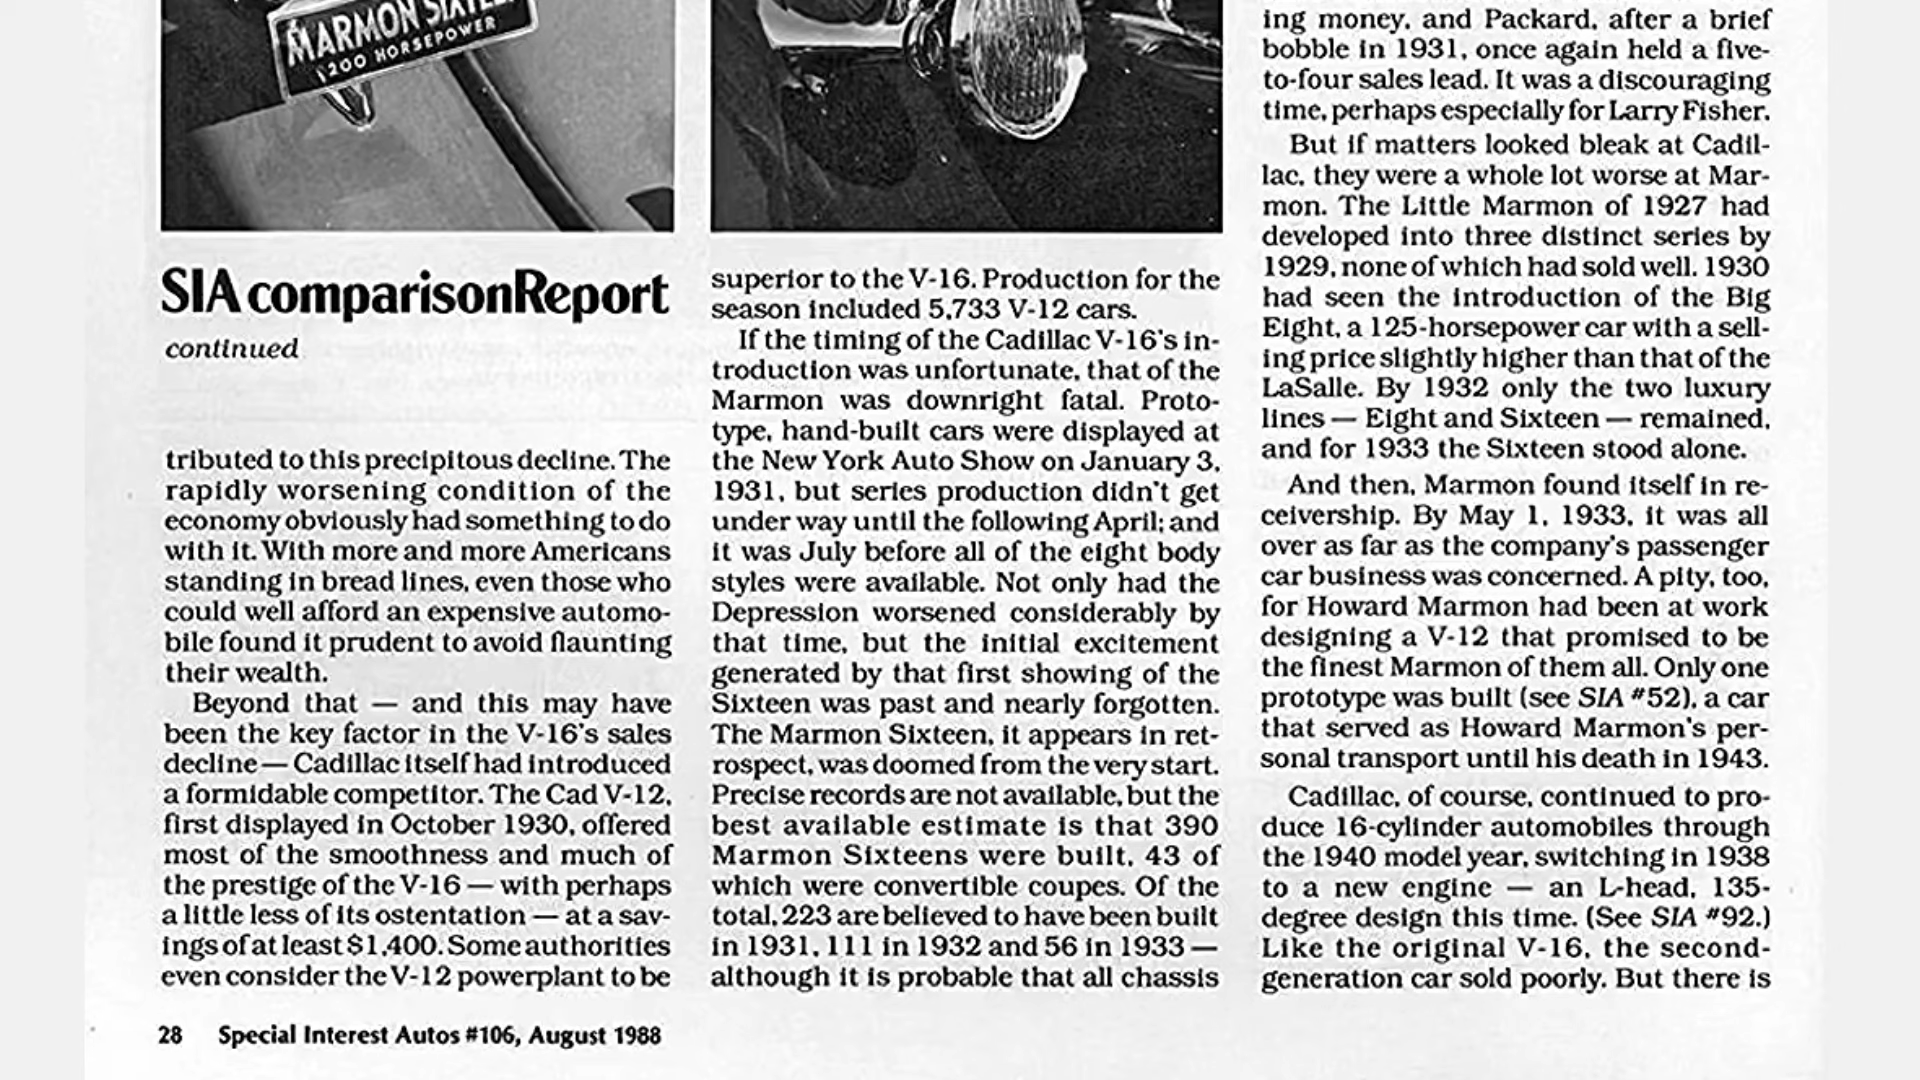 MARMON
200 HORSEPOWER
SIA comparisonReport
continued
tributed to this precipitous decline. The
rapidly worsening condition of the
economy obviously had something to do
with it. With more and more Americans
standing in bread lines, even those who
could well afford an expensive automo-
bile found it prudent to avoid flaunting
their wealth.
Beyond that — and this may have
been the key factor in the V-16's sales
decline — Cadillac itself had introduced
a formidable competitor. The Cad V-12,
first displayed in October 1930, offered
most of the smoothness and much of
the prestige of the V-16 — with perhaps
a little less of its ostentation — at a sav-
ings of at least $1,400. Some authorities
even consider the V-12 powerplant to be
superior to the V-16. Production for the
season included 5,733 V-12 cars.
If the timing of the Cadillac V-16's in-
troduction was unfortunate, that of the
Marmon was downright fatal. Proto-
type, hand-built cars were displayed at
the New York Auto Show on January 3,
1931, but series production didn't get
under way until the following April; and
it was July before all of the eight body
styles were available. Not only had the
Depression worsened considerably by
that time, but the initial excitement
generated by that first showing of the
Sixteen was past and nearly forgotten.
The Marmon Sixteen, it appears in ret-
rospect, was doomed from the very start.
Precise records are not available, but the
best available estimate is that 390
Marmon Sixteens were built, 43 of
which were convertible coupes. Of the
total, 223 are believed to have been built
in 1931, 111 in 1932 and 56 in 1933 —
although it is probable that all chassis
ing money, and Packard, after a brief
bobble in 1931, once again held a five-
to-four sales lead. It was a discouraging
time, perhaps especially for Larry Fisher.
But if matters looked bleak at Cadil-
lac, they were a whole lot worse at Mar-
mon. The Little Marmon of 1927 had
developed into three distinct series by
1929, none of which had sold well. 1930
had seen the introduction of the Big
Eight, a 125-horsepower car with a sell-
ing price slightly higher than that of the
LaSalle. By 1932 only the two luxury
lines — Eight and Sixteen — remained,
and for 1933 the Sixteen stood alone.
And then, Marmon found itself in re-
ceivership. By May 1, 1933, it was all
over as far as the company's passenger
car business was concerned. A pity, too,
for Howard Marmon had been at work
designing a V-12 that promised to be
the finest Marmon of them all. Only one
prototype was built (see SIA #52), a car
that served as Howard Marmon's per-
sonal transport until his death in 1943.
Cadillac, of course, continued to pro-
duce 16-cylinder automobiles through
the 1940 model year, switching in 1938
to a new engine — an L-head, 135-
degree design this time. (See SIA #92.)
Like the original V-16, the second-
generation car sold poorly. But there is
28 Special Interest Autos #106, August 1988